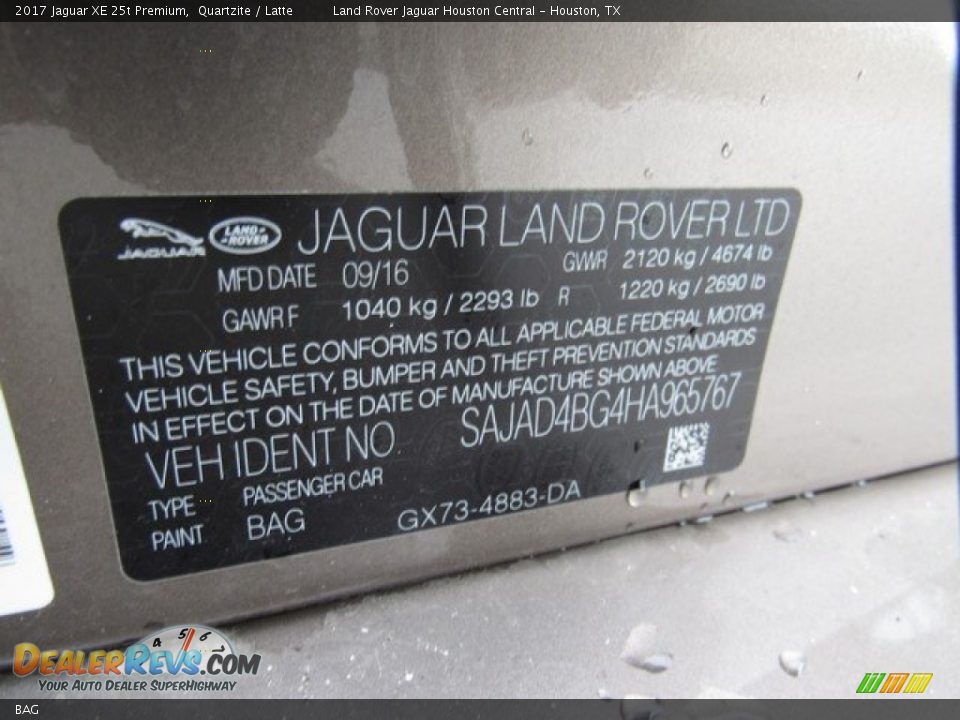 2017 Jaguar XE 25t Premium, Quartzite / Latte Land Rover Jaguar Houston Central - Houston, TX
JAGUAR LAND-ROVER JAGUAR LAND ROVER LTD
MFD DATE 09/16 GVWR 2120 kg / 4674 lb
GAWR F 1040 kg / 2293 lb R 1220 kg / 2690 lb
THIS VEHICLE CONFORMS TO ALL APPLICABLE FEDERAL MOTOR
VEHICLE SAFETY, BUMPER AND THEFT PREVENTION STANDARDS
IN EFFECT ON THE DATE OF MANUFACTURE SHOWN ABOVE
VEH IDENT NO SAJAD4BG4HA965767
TYPE PASSENGER CAR
PAINT BAG GX73-4883-DA
4 5 6
DEALERREVS.COM
YOUR AUTO DEALER SUPERHIGHWAY
BAG